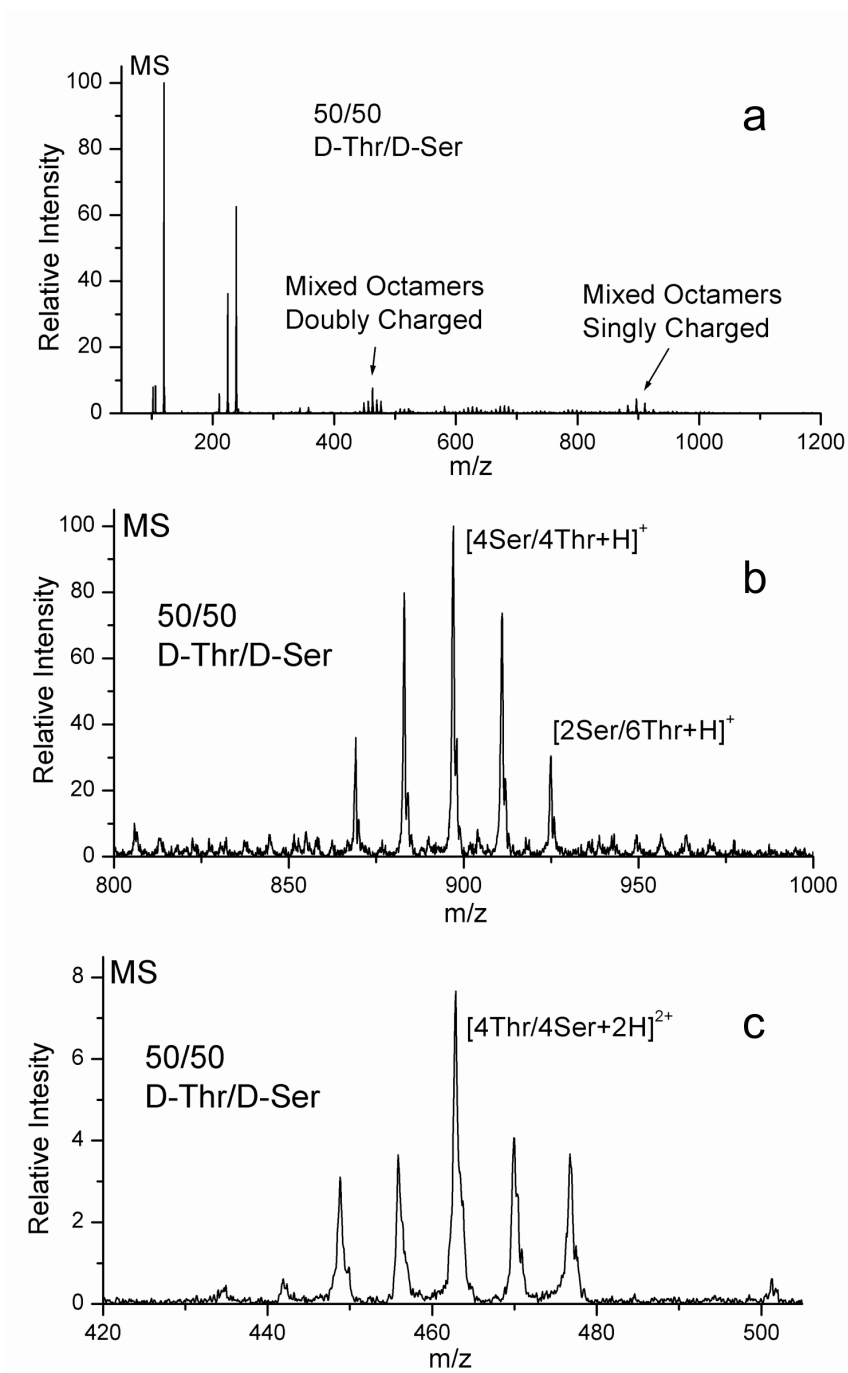 MS
50/50
D-Thr/D-Ser
a
Mixed Octamers
Doubly Charged
Mixed Octamers
Singly Charged
Relative Intensity
100
80
60
40
20
0
200 400 600 800 1000 1200
m/z
MS
[4Ser/4Thr+H]⁺
b
50/50
D-Thr/D-Ser
[2Ser/6Thr+H]⁺
Relative Intensity
100
80
60
40
20
0
800 850 900 950 1000
m/z
MS
[4Thr/4Ser+2H]²⁺
c
50/50
D-Thr/D-Ser
Relative Intesity
8
6
4
2
0
420 440 460 480 500
m/z